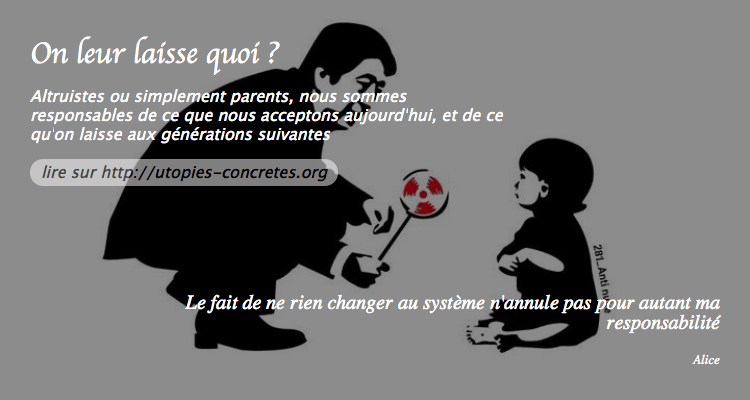 On leur laisse quoi ?
Altruistes ou simplement parents, nous sommes
responsables de ce que nous acceptons aujourd'hui, et de ce
qu'on laisse aux générations suivantes
lire sur http://utopies-concretes.org
281_Anti nuke
Le fait de ne rien changer au système n'annule pas pour autant ma
responsabilité
Alice